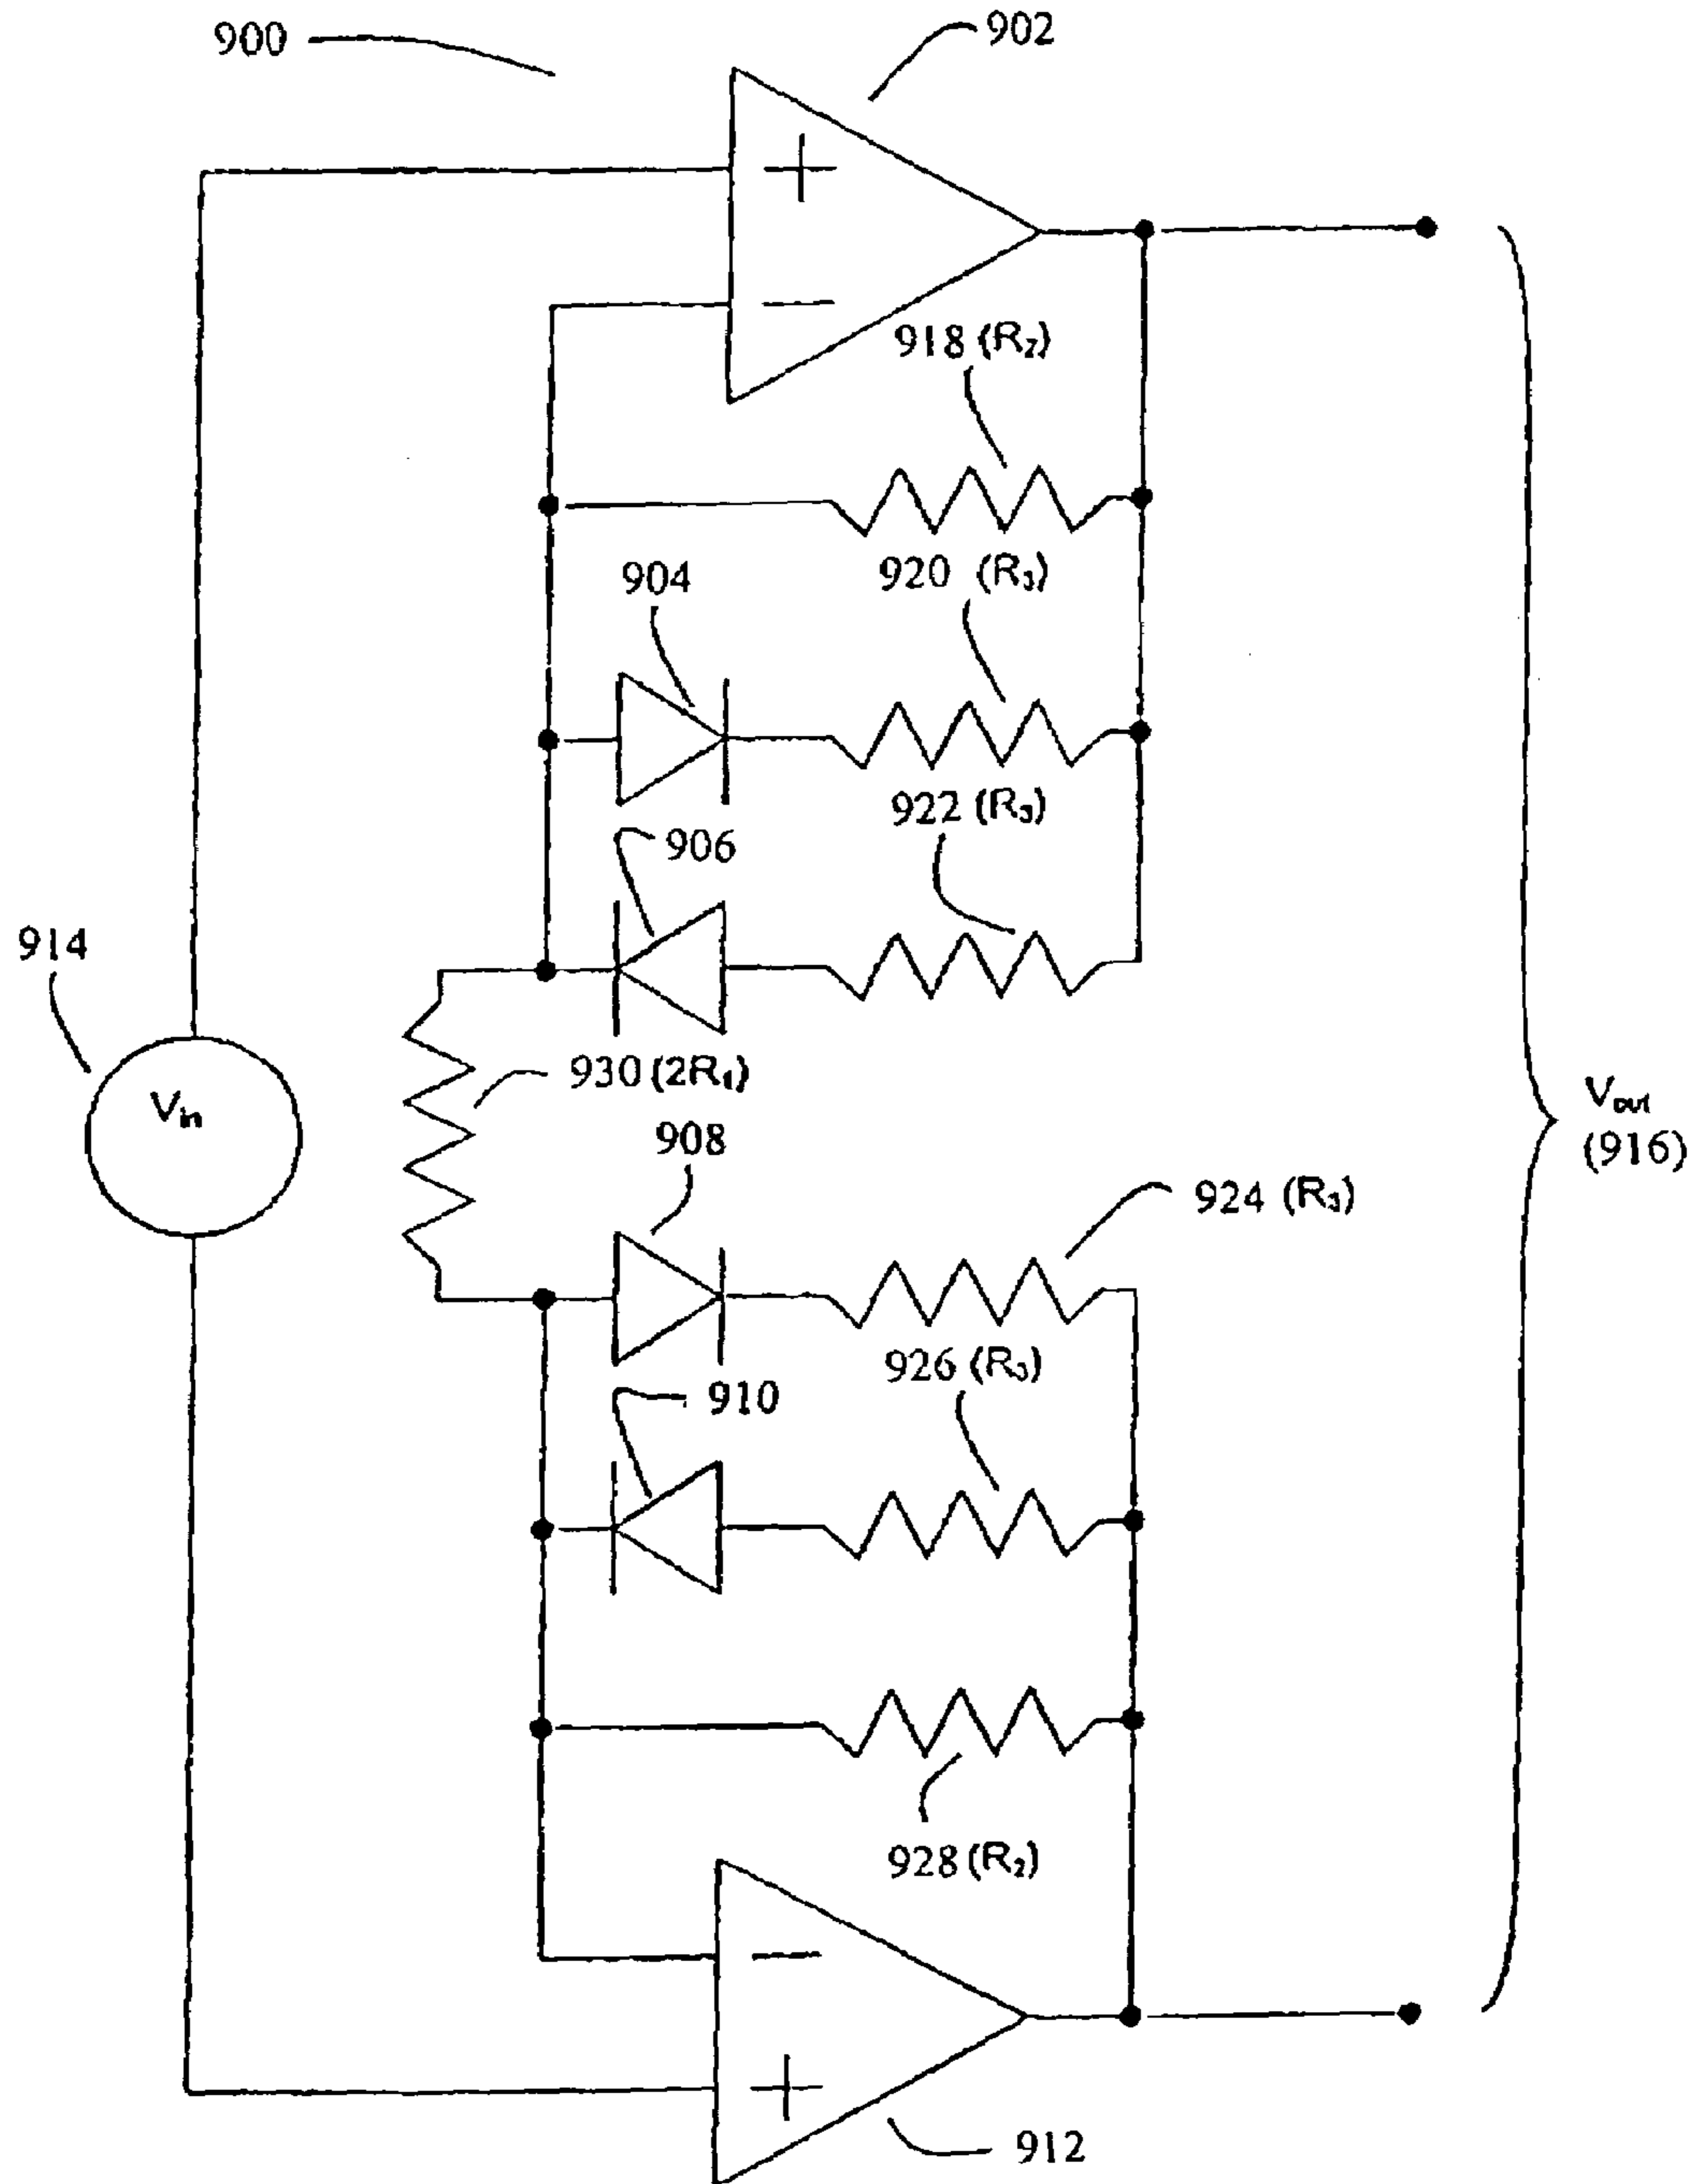 900
902
+
−
918 (R₂)
920 (R₃)
904
922 (R₃)
906
914
930 (2R₁)
Vᵢₙ
908
Vₒᵤₜ
(916)
924 (R₃)
926 (R₃)
910
928 (R₂)
−
+
912